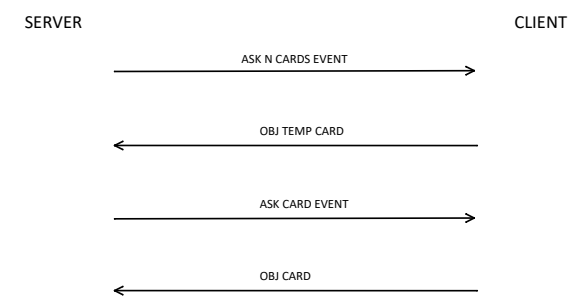 SERVER
CLIENT
ASK N CARDS EVENT
OBJ TEMP CARD
ASK CARD EVENT
OBJ CARD